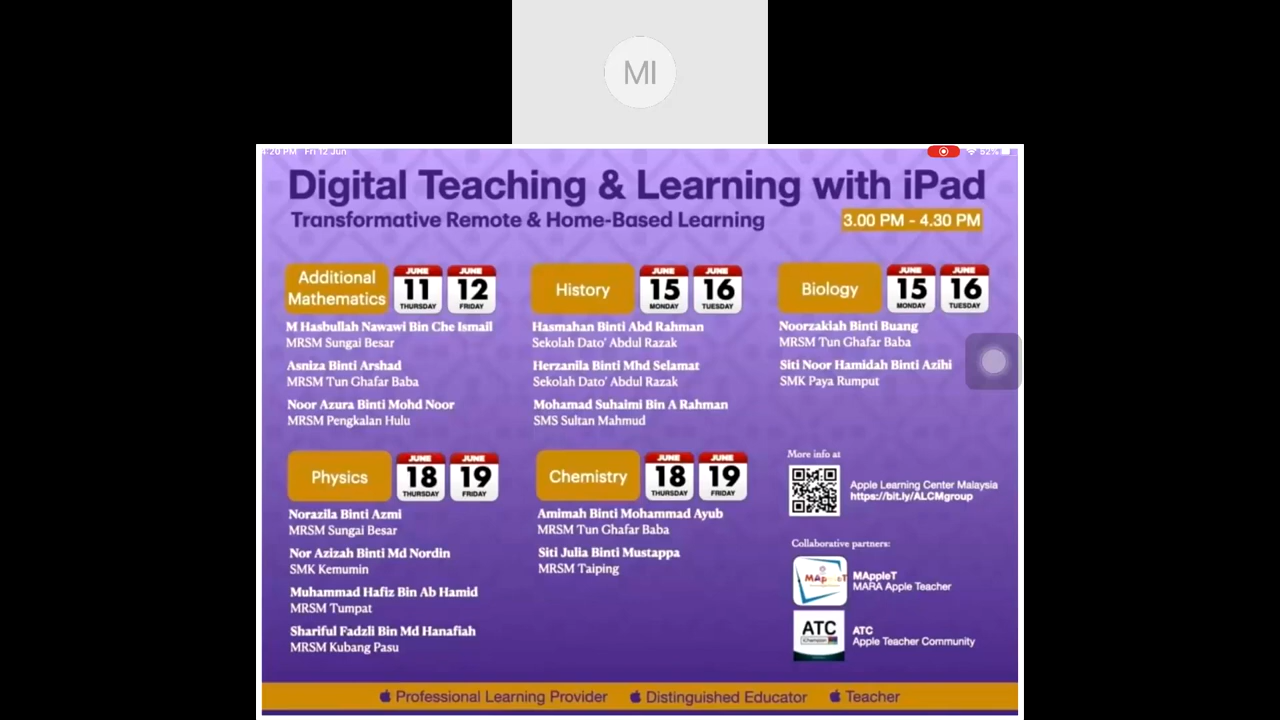 MI
4:20 PM Fri 12 Jun
52%
Digital Teaching & Learning with iPad
Transformative Remote & Home-Based Learning
3.00 PM - 4.30 PM
Additional
Mathematics
JUNE
11
THURSDAY
JUNE
12
FRIDAY
M Hasbullah Nawawi Bin Che Ismail
MRSM Sungai Besar
Asniza Binti Arshad
MRSM Tun Ghafar Baba
Noor Azura Binti Mohd Noor
MRSM Pengkalan Hulu
History
JUNE
15
MONDAY
JUNE
16
TUESDAY
Hasmahan Binti Abd Rahman
Sekolah Dato' Abdul Razak
Herzanila Binti Mhd Selamat
Sekolah Dato' Abdul Razak
Mohamad Suhaimi Bin A Rahman
SMS Sultan Mahmud
Biology
JUNE
15
MONDAY
JUNE
16
TUESDAY
Noorzakiah Binti Buang
MRSM Tun Ghafar Baba
Siti Noor Hamidah Binti Azihi
SMK Paya Rumput
Physics
JUNE
18
THURSDAY
JUNE
19
FRIDAY
Norazila Binti Azmi
MRSM Sungai Besar
Nor Azizah Binti Md Nordin
SMK Kemumin
Muhammad Hafiz Bin Ab Hamid
MRSM Tumpat
Shariful Fadzli Bin Md Hanafiah
MRSM Kubang Pasu
Chemistry
JUNE
18
THURSDAY
JUNE
19
FRIDAY
Amimah Binti Mohammad Ayub
MRSM Tun Ghafar Baba
Siti Julia Binti Mustappa
MRSM Taiping
More info at
Apple Learning Center Malaysia
https://bit.ly/ALCMgroup
Collaborative partners:
MAppleT
MAppleT
MARA Apple Teacher
ATC
ATC
Apple Teacher Community
Professional Learning Provider
Distinguished Educator
Teacher